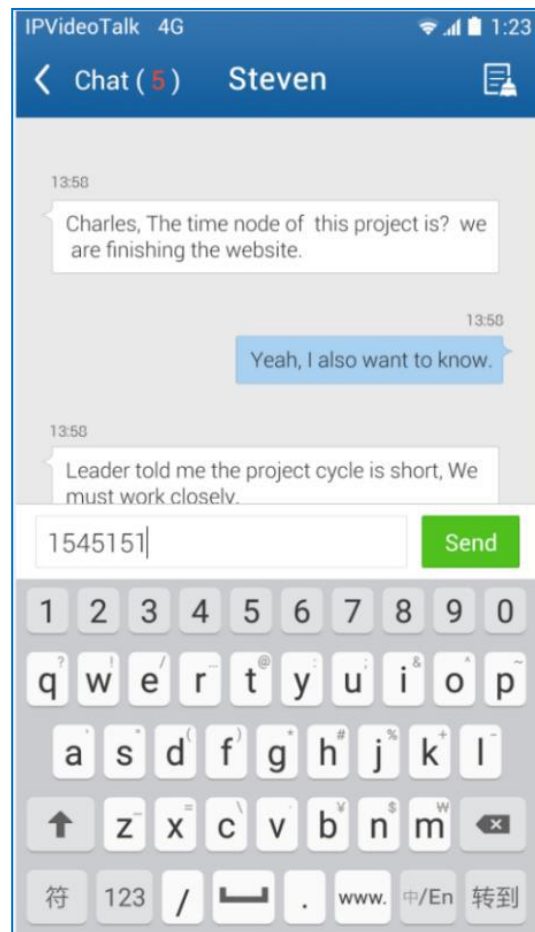 IPVideoTalk 4G 1:23
Chat ( 5 ) Steven
13:58
Charles, The time node of this project is? we
are finishing the website.
13:58
Yeah, I also want to know.
13:58
Leader told me the project cycle is short, We
must work closely.
1545151
Send
1 2 3 4 5 6 7 8 9 0
? ! / ... @ : ; & ^ ~
q w e r t y u i o p
' " ( ) * # % + -
a s d f g h j k l
_ = \ ¥ $ ₩
z x c v b n m
符 123 / . www. 中/En 转到